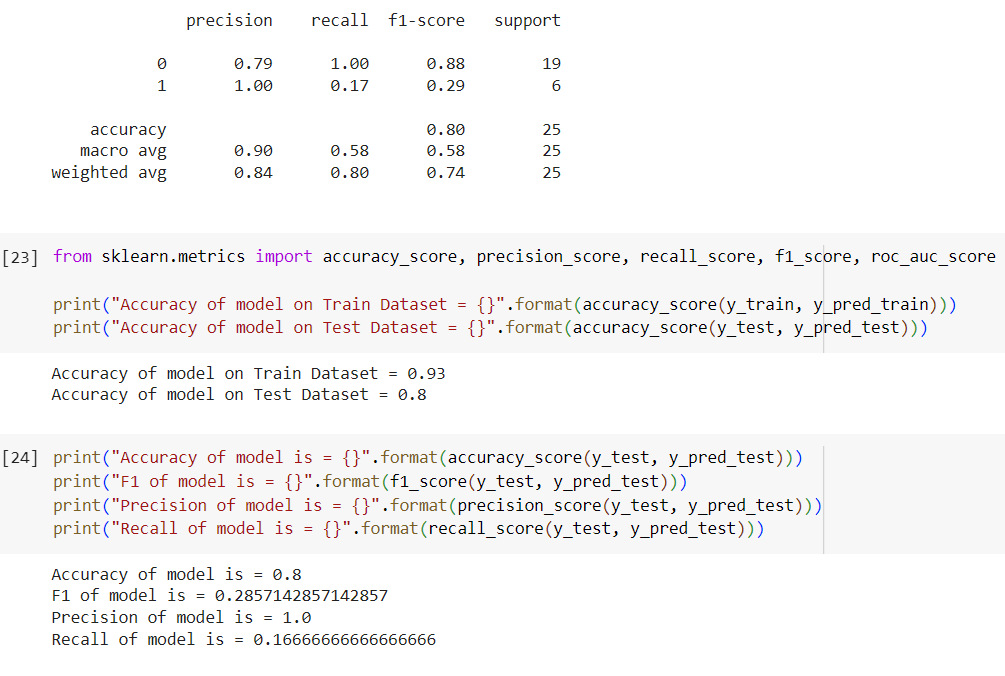 precision recall f1-score support
0 0.79 1.00 0.88 19
1 1.00 0.17 0.29 6
accuracy 0.80 25
macro avg 0.90 0.58 0.58 25
weighted avg 0.84 0.80 0.74 25
[23] from sklearn.metrics import accuracy_score, precision_score, recall_score, f1_score, roc_auc_score
print("Accuracy of model on Train Dataset = {}".format(accuracy_score(y_train, y_pred_train)))
print("Accuracy of model on Test Dataset = {}".format(accuracy_score(y_test, y_pred_test)))
Accuracy of model on Train Dataset = 0.93
Accuracy of model on Test Dataset = 0.8
[24] print("Accuracy of model is = {}".format(accuracy_score(y_test, y_pred_test)))
print("F1 of model is = {}".format(f1_score(y_test, y_pred_test)))
print("Precision of model is = {}".format(precision_score(y_test, y_pred_test)))
print("Recall of model is = {}".format(recall_score(y_test, y_pred_test)))
Accuracy of model is = 0.8
F1 of model is = 0.2857142857142857
Precision of model is = 1.0
Recall of model is = 0.16666666666666666